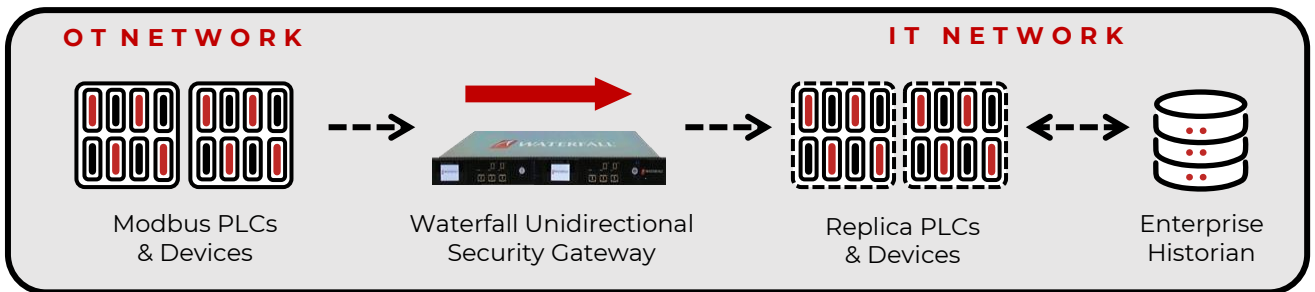 OT NETWORK
IT NETWORK
WATERFALL
Modbus PLCs
& Devices
Waterfall Unidirectional
Security Gateway
Replica PLCs
& Devices
Enterprise
Historian